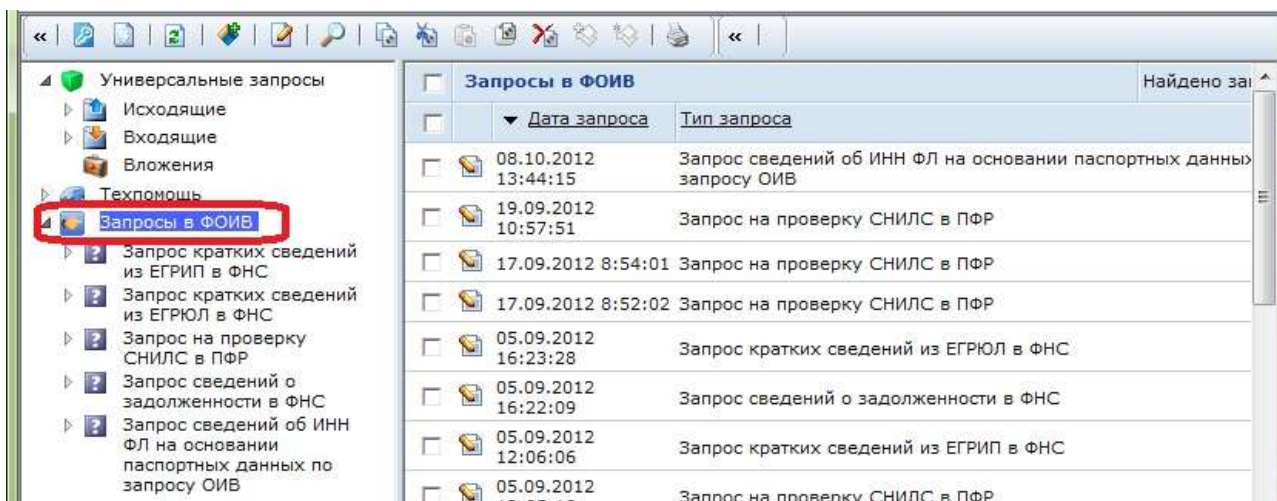 Универсальные запросы
Исходящие
Входящие
Вложения
Техпомощь
Запросы в ФОИВ
Запрос кратких сведений
из ЕГРИП в ФНС
Запрос кратких сведений
из ЕГРЮЛ в ФНС
Запрос на проверку
СНИЛС в ПФР
Запрос сведений о
задолженности в ФНС
Запрос сведений об ИНН
ФЛ на основании
паспортных данных по
запросу ОИВ
Запросы в ФОИВ Найдено за
Дата запроса Тип запроса
08.10.2012
13:44:15
Запрос сведений об ИНН ФЛ на основании паспортных данных
запросу ОИВ
19.09.2012
10:57:51
Запрос на проверку СНИЛС в ПФР
17.09.2012 8:54:01 Запрос на проверку СНИЛС в ПФР
17.09.2012 8:52:02 Запрос на проверку СНИЛС в ПФР
05.09.2012
16:23:28
Запрос кратких сведений из ЕГРЮЛ в ФНС
05.09.2012
16:22:09
Запрос сведений о задолженности в ФНС
05.09.2012
12:06:06
Запрос кратких сведений из ЕГРИП в ФНС
05.09.2012
Запрос на проверку СНИЛС в ПФР